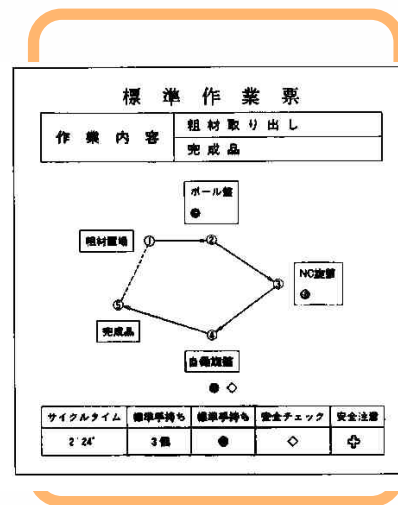 標準作業票
作業内容
粗材取り出し
完成品
ボール盤
粗材置場
①
②
③
NC旋盤
⑤
完成品
④
自動旋盤
サイクルタイム 標準手持ち 標準手持ち 安全チェック 安全注意
2'24" 3個